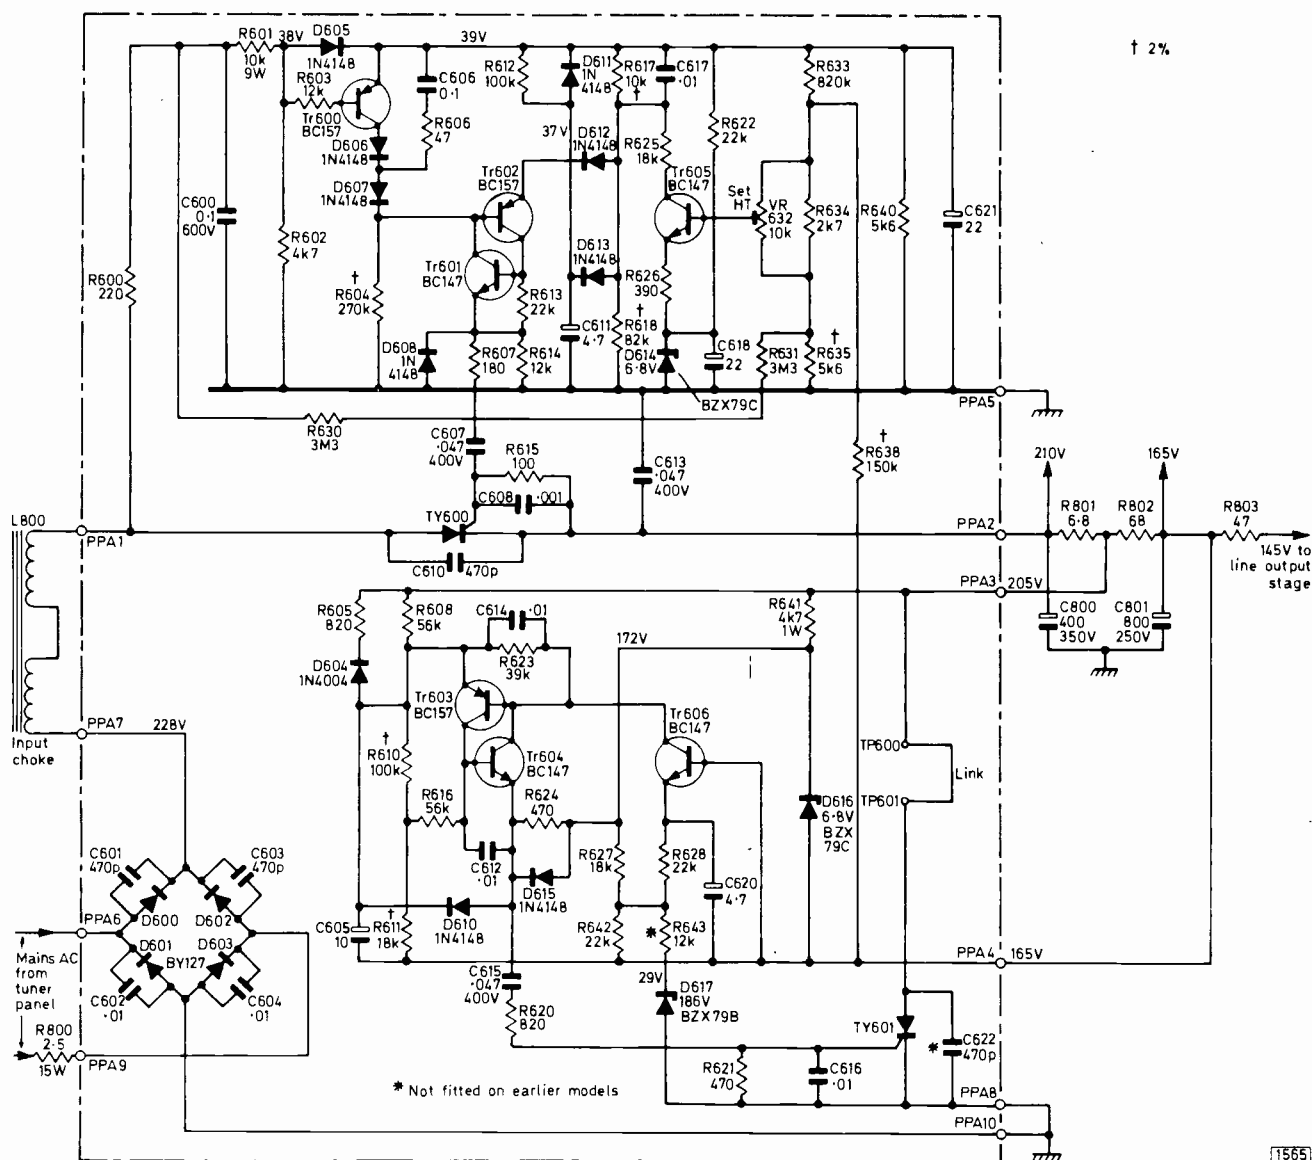 R601
10k
9W
38V
D605
1N4148
39V
R603
12k
Tr600
BC157
C606
0·1
R606
47
D606
1N4148
D607
1N4148
R612
100k
D611
1N
4148
R617
10k
†
C617
·01
R633
820k
† 2%
37V
D612
1N4148
R625
18k
R622
22k
Tr602
BC157
Tr605
BC147
Set
HT
VR
632
10k
R634
2k7
R640
5k6
C621
22
C600
0·1
600V
R602
4k7
R600
220
†
R604
270k
Tr601
BC147
R613
22k
D613
1N4148
R626
390
D608
1N
4148
R607
180
R614
12k
C611
4·7
†
R618
82k
D614
6·8V
C618
22
R631
3M3
†
R635
5k6
BZX79C
PPA5
R630
3M3
C607
·047
400V
R615
100
C608
·001
C613
·047
400V
†
R638
150k
210V
165V
R801
6·8
R802
68
R803
47
145V to
line output
stage
L800
PPA1
TY600
C610
470p
PPA2
PPA3
205V
C800
400
350V
C801
800
250V
R605
820
R608
56k
C614
·01
R623
39k
172V
R641
4k7
1W
D604
1N4004
Tr603
BC157
Tr606
BC147
PPA7
228V
Input
choke
†
R610
100k
Tr604
BC147
TP600
Link
TP601
R616
56k
R624
470
D616
6·8V
BZX
79C
C601
470p
C603
470p
C612
·01
D615
1N4148
R627
18k
R628
22k
C620
4·7
PPA6
D600
D602
D601
D603
BY127
C602
·01
C604
·01
Mains AC
from
tuner
panel
C605
10
†
R611
18k
D610
1N4148
R642
22k
*
R643
12k
PPA4
165V
C615
·047
400V
29V
D617
186V
BZX79B
R620
820
TY601
*
C622
470p
R800
2·5
15W
PPA9
R621
470
C616
·01
* Not fitted on earlier models
PPA8
PPA10
1565